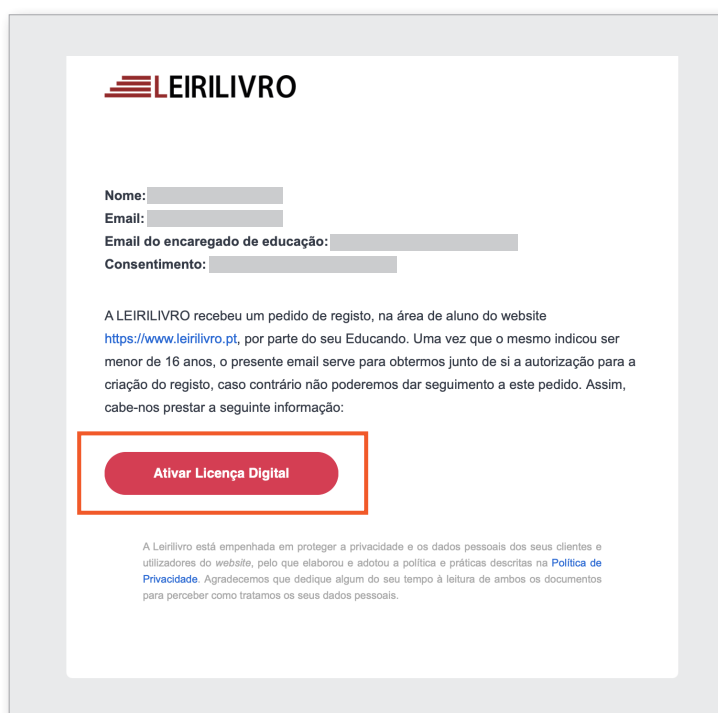 LEIRILIVRO
Nome:
Email:
Email do encaregado de educação:
Consentimento:
A LEIRILIVRO recebeu um pedido de registo, na área de aluno do website
https://www.leirilivro.pt, por parte do seu Educando. Uma vez que o mesmo indicou ser
menor de 16 anos, o presente email serve para obtermos junto de si a autorização para a
criação do registo, caso contrário não poderemos dar seguimento a este pedido. Assim,
cabe-nos prestar a seguinte informação:
Ativar Licença Digital
A Leirilivro está empenhada em proteger a privacidade e os dados pessoais dos seus clientes e
utilizadores do website, pelo que elaborou e adotou a política e práticas descritas na Política de
Privacidade. Agradecemos que dedique algum do seu tempo à leitura de ambos os documentos
para perceber como tratamos os seus dados pessoais.